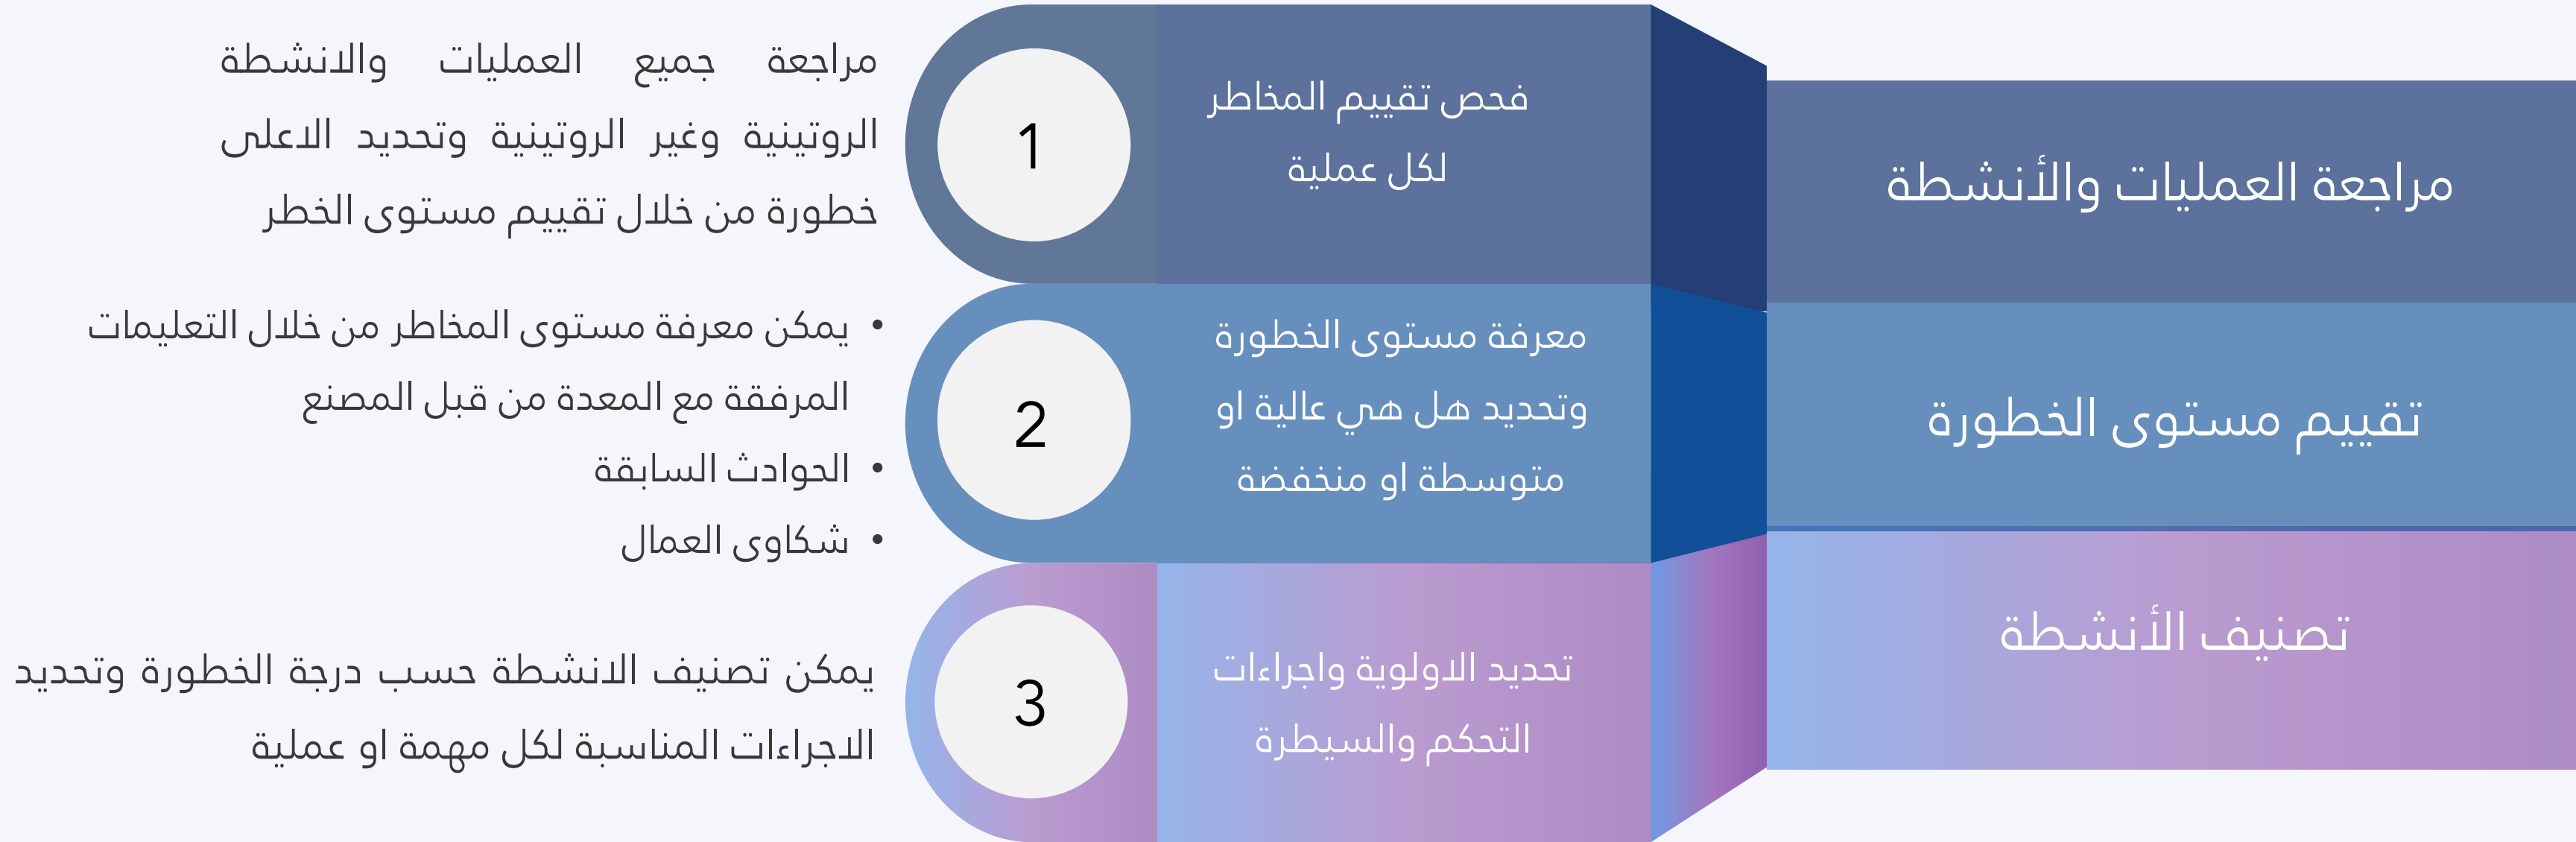 مراجعة العمليات والأنشطة
فحص تقييم المخاطر
لكل عملية
1
مراجعة جميع العمليات والانشطة
الروتينية وغير الروتينية وتحديد الاعلى
خطورة من خلال تقييم مستوى الخطر
تقييم مستوى الخطورة
معرفة مستوى الخطورة
وتحديد هل هي عالية او
متوسطة او منخفضة
2
• يمكن معرفة مستوى المخاطر من خلال التعليمات
المرفقة مع المعدة من قبل المصنع
• الحوادث السابقة
• شكاوى العمال
تصنيف الأنشطة
تحديد الاولوية واجراءات
التحكم والسيطرة
3
يمكن تصنيف الانشطة حسب درجة الخطورة وتحديد
الاجراءات المناسبة لكل مهمة او عملية